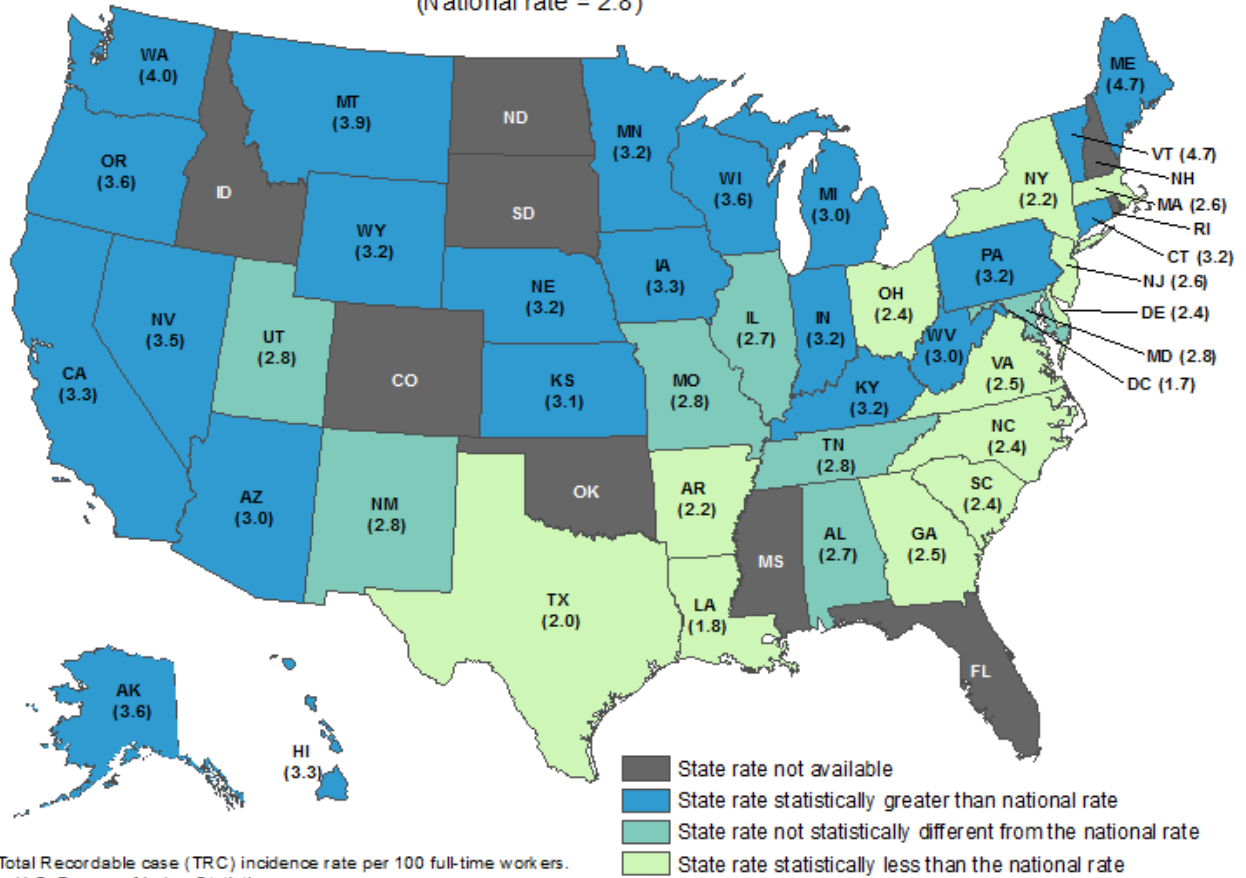 (National rate = 2.8)
WA
(4.0)
MT
(3.9)
ND
MN
(3.2)
ME
(4.7)
OR
(3.6)
ID
SD
WI
(3.6)
MI
(3.0)
NY
(2.2)
VT (4.7)
NH
MA (2.6)
RI
CT (3.2)
NJ (2.6)
DE (2.4)
MD (2.8)
DC (1.7)
WY
(3.2)
NE
(3.2)
IA
(3.3)
PA
(3.2)
NV
(3.5)
UT
(2.8)
IL
(2.7)
IN
(3.2)
OH
(2.4)
WV
(3.0)
VA
(2.5)
CA
(3.3)
CO
KS
(3.1)
MO
(2.8)
KY
(3.2)
NC
(2.4)
TN
(2.8)
AZ
(3.0)
NM
(2.8)
OK
AR
(2.2)
SC
(2.4)
MS
AL
(2.7)
GA
(2.5)
TX
(2.0)
LA
(1.8)
FL
AK
(3.6)
HI
(3.3)
State rate not available
State rate statistically greater than national rate
State rate not statistically different from the national rate
State rate statistically less than the national rate
Total Recordable case (TRC) incidence rate per 100 full-time workers.